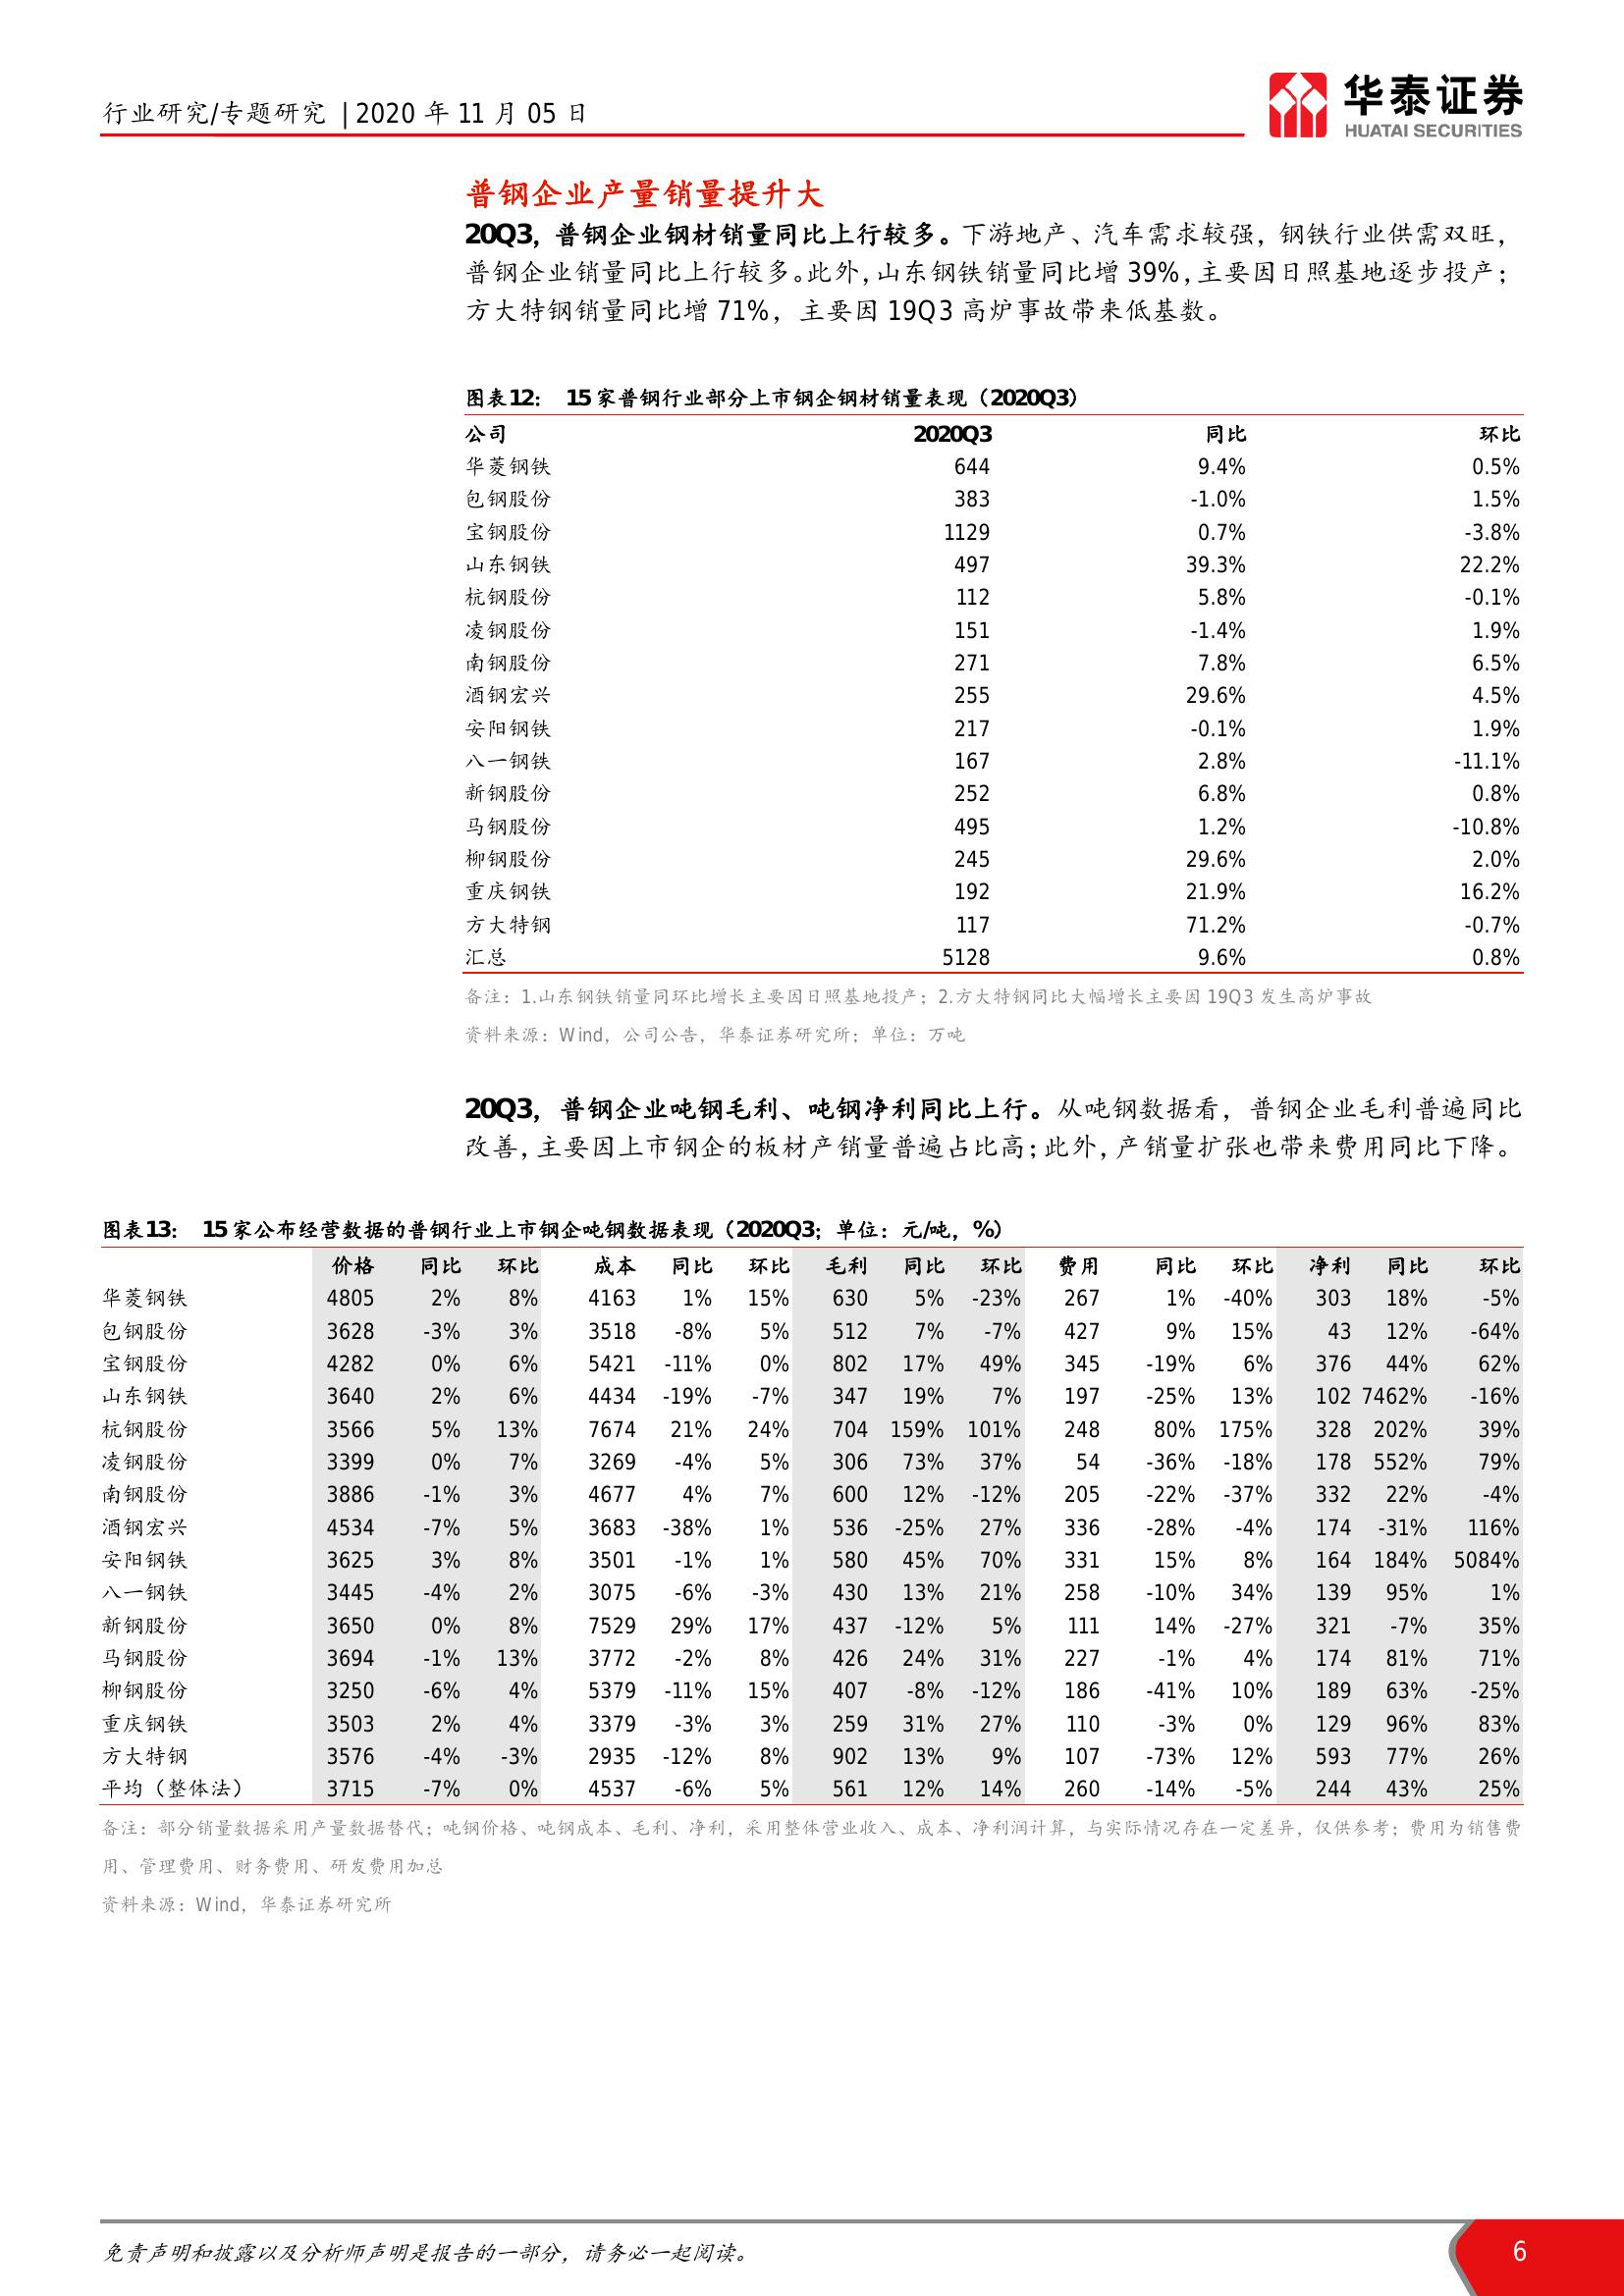 行业研究/专题研究 | 2020 年 11 月 05 日
华泰证券
HUATAI SECURITIES
普钢企业产量销量提升大
20Q3，普钢企业钢材销量同比上行较多。下游地产、汽车需求较强，钢铁行业供需双旺，
普钢企业销量同比上行较多。此外，山东钢铁销量同比增 39%，主要因日照基地逐步投产；
方大特钢销量同比增 71%，主要因 19Q3 高炉事故带来低基数。
图表12： 15 家普钢行业部分上市钢企钢材销量表现（2020Q3）
公司 2020Q3 同比 环比
华菱钢铁 644 9.4% 0.5%
包钢股份 383 -1.0% 1.5%
宝钢股份 1129 0.7% -3.8%
山东钢铁 497 39.3% 22.2%
杭钢股份 112 5.8% -0.1%
凌钢股份 151 -1.4% 1.9%
南钢股份 271 7.8% 6.5%
酒钢宏兴 255 29.6% 4.5%
安阳钢铁 217 -0.1% 1.9%
八一钢铁 167 2.8% -11.1%
新钢股份 252 6.8% 0.8%
马钢股份 495 1.2% -10.8%
柳钢股份 245 29.6% 2.0%
重庆钢铁 192 21.9% 16.2%
方大特钢 117 71.2% -0.7%
汇总 5128 9.6% 0.8%
备注：1.山东钢铁销量同环比增长主要因日照基地投产；2.方大特钢同比大幅增长主要因 19Q3 发生高炉事故
资料来源：Wind，公司公告，华泰证券研究所；单位：万吨
20Q3，普钢企业吨钢毛利、吨钢净利同比上行。从吨钢数据看，普钢企业毛利普遍同比
改善，主要因上市钢企的板材产销量普遍占比高；此外，产销量扩张也带来费用同比下降。
图表13： 15 家公布经营数据的普钢行业上市钢企吨钢数据表现（2020Q3；单位：元/吨，%）
价格 同比 环比 成本 同比 环比 毛利 同比 环比 费用 同比 环比 净利 同比 环比
华菱钢铁 4805 2% 8% 4163 1% 15% 630 5% -23% 267 1% -40% 303 18% -5%
包钢股份 3628 -3% 3% 3518 -8% 5% 512 7% -7% 427 9% 15% 43 12% -64%
宝钢股份 4282 0% 6% 5421 -11% 0% 802 17% 49% 345 -19% 6% 376 44% 62%
山东钢铁 3640 2% 6% 4434 -19% -7% 347 19% 7% 197 -25% 13% 102 7462% -16%
杭钢股份 3566 5% 13% 7674 21% 24% 704 159% 101% 248 80% 175% 328 202% 39%
凌钢股份 3399 0% 7% 3269 -4% 5% 306 73% 37% 54 -36% -18% 178 552% 79%
南钢股份 3886 -1% 3% 4677 4% 7% 600 12% -12% 205 -22% -37% 332 22% -4%
酒钢宏兴 4534 -7% 5% 3683 -38% 1% 536 -25% 27% 336 -28% -4% 174 -31% 116%
安阳钢铁 3625 3% 8% 3501 -1% 1% 580 45% 70% 331 15% 8% 164 184% 5084%
八一钢铁 3445 -4% 2% 3075 -6% -3% 430 13% 21% 258 -10% 34% 139 95% 1%
新钢股份 3650 0% 8% 7529 29% 17% 437 -12% 5% 111 14% -27% 321 -7% 35%
马钢股份 3694 -1% 13% 3772 -2% 8% 426 24% 31% 227 -1% 4% 174 81% 71%
柳钢股份 3250 -6% 4% 5379 -11% 15% 407 -8% -12% 186 -41% 10% 189 63% -25%
重庆钢铁 3503 2% 4% 3379 -3% 3% 259 31% 27% 110 -3% 0% 129 96% 83%
方大特钢 3576 -4% -3% 2935 -12% 8% 902 13% 9% 107 -73% 12% 593 77% 26%
平均（整体法） 3715 -7% 0% 4537 -6% 5% 561 12% 14% 260 -14% -5% 244 43% 25%
备注：部分销量数据采用产量数据替代；吨钢价格、吨钢成本、毛利、净利，采用整体营业收入、成本、净利润计算，与实际情况存在一定差异，仅供参考；费用为销售费
用、管理费用、财务费用、研发费用加总
资料来源：Wind，华泰证券研究所
免责声明和披露以及分析师声明是报告的一部分，请务必一起阅读。
6